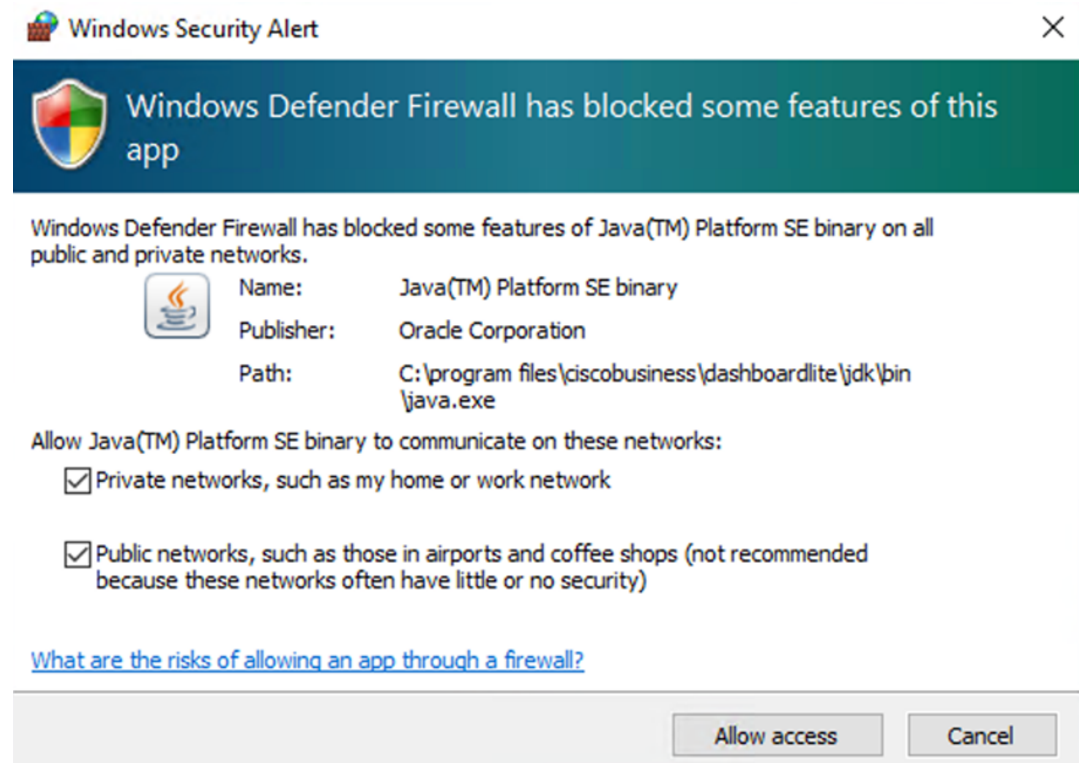 Windows Security Alert
Windows Defender Firewall has blocked some features of this
app
Windows Defender Firewall has blocked some features of Java(TM) Platform SE binary on all
public and private networks.
Name: Java(TM) Platform SE binary
Publisher: Oracle Corporation
Path: C:\program files\ciscobusiness\dashboardlite\jdk\bin
\java.exe
Allow Java(TM) Platform SE binary to communicate on these networks:
Private networks, such as my home or work network
Public networks, such as those in airports and coffee shops (not recommended
because these networks often have little or no security)
What are the risks of allowing an app through a firewall?
Allow access Cancel